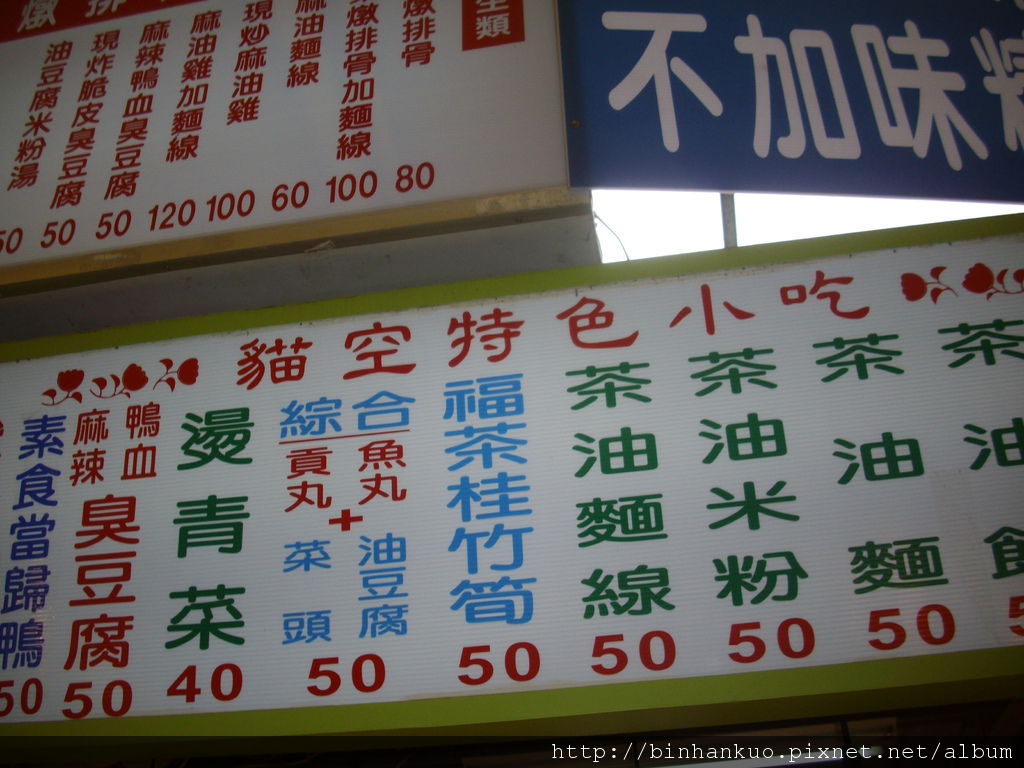 燉排
生類
燉排骨 80
燉排骨加麵線 100
麻油麵線 60
現炒麻油雞 100
麻油雞加麵線 120
麻辣鴨血臭豆腐 50
現炸脆皮臭豆腐 50
油豆腐米粉湯 50
不加味
貓空特色小吃
茶油
茶油麵 50
茶油米粉 50
茶油麵線 50
福茶桂竹筍 50
綜合
貢丸 魚丸
+
菜頭 油豆腐
50
燙青菜 40
麻辣鴨血
臭豆腐 50
素食當歸鴨 50
http://binhankuo.pixnet.net/album